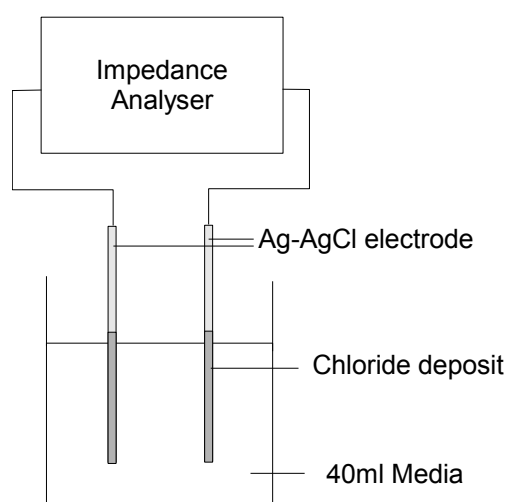 Impedance
Analyser
Ag-AgCl electrode
Chloride deposit
40ml Media